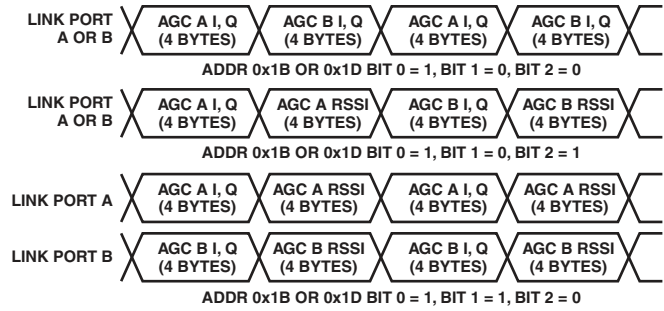 LINK PORT A OR B
AGC A I, Q (4 BYTES) AGC B I, Q (4 BYTES) AGC A I, Q (4 BYTES) AGC B I, Q (4 BYTES)
ADDR 0x1B OR 0x1D BIT 0 = 1, BIT 1 = 0, BIT 2 = 0
LINK PORT A OR B
AGC A I, Q (4 BYTES) AGC A RSSI (4 BYTES) AGC B I, Q (4 BYTES) AGC B RSSI (4 BYTES)
ADDR 0x1B OR 0x1D BIT 0 = 1, BIT 1 = 0, BIT 2 = 1
LINK PORT A
AGC A I, Q (4 BYTES) AGC A RSSI (4 BYTES) AGC A I, Q (4 BYTES) AGC A RSSI (4 BYTES)
LINK PORT B
AGC B I, Q (4 BYTES) AGC B RSSI (4 BYTES) AGC B I, Q (4 BYTES) AGC B RSSI (4 BYTES)
ADDR 0x1B OR 0x1D BIT 0 = 1, BIT 1 = 1, BIT 2 = 0